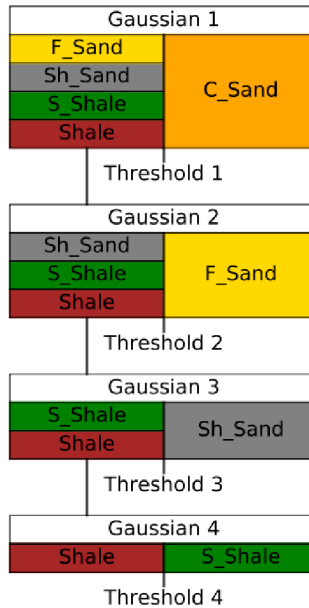 Gaussian 1
F_Sand
Sh_Sand
C_Sand
S_Shale
Shale
Threshold 1
Gaussian 2
Sh_Sand
S_Shale
F_Sand
Shale
Threshold 2
Gaussian 3
S_Shale
Sh_Sand
Shale
Threshold 3
Gaussian 4
Shale
S_Shale
Threshold 4